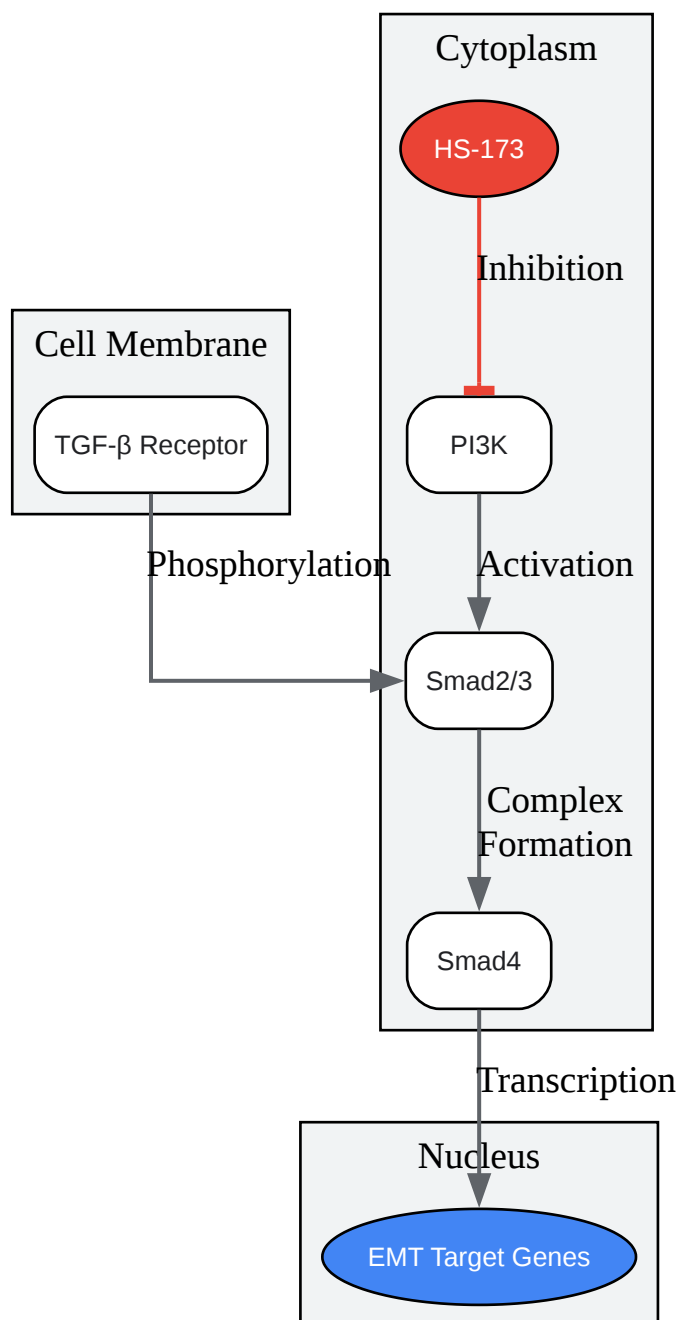 Cytoplasm
HS-173
Inhibition
Cell Membrane
TGF-β Receptor
PI3K
Phosphorylation
Activation
Smad2/3
Complex
Formation
Smad4
Transcription
Nucleus
EMT Target Genes